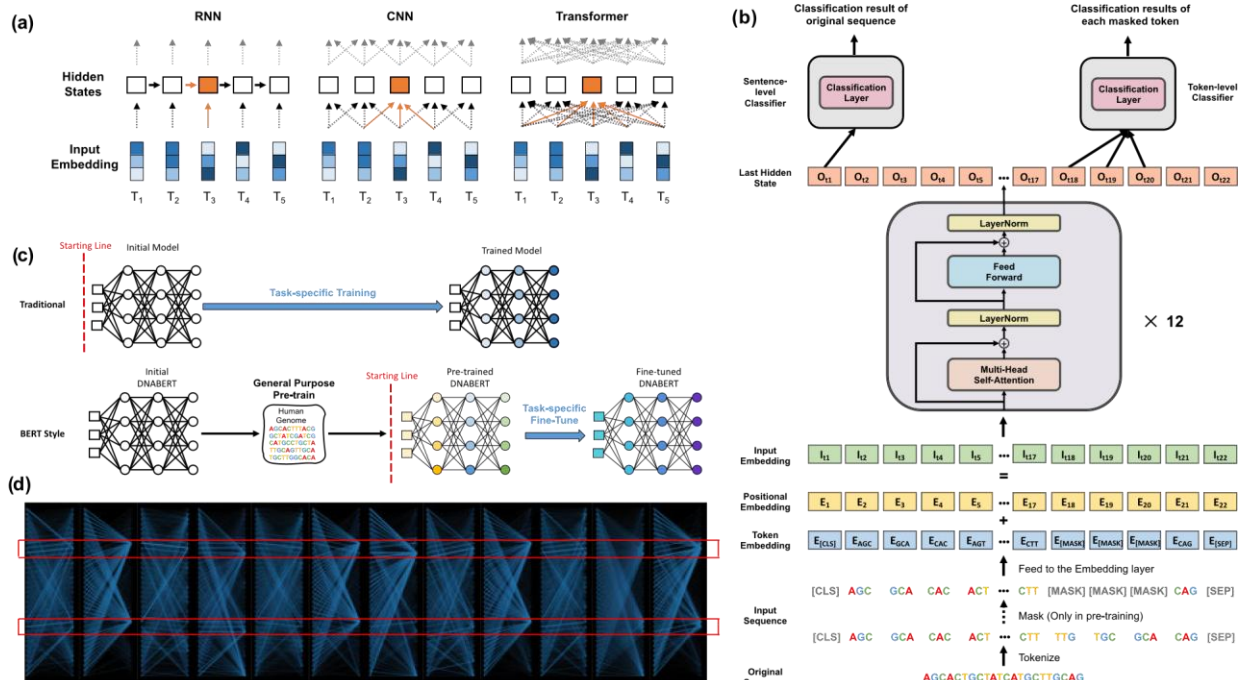 (a)
RNN CNN Transformer
Hidden
States
Input
Embedding
T1 T2 T3 T4 T5 T1 T2 T3 T4 T5 T1 T2 T3 T4 T5
(c)
Starting Line
Initial Model
Trained Model
Traditional
Task-specific Training
Initial
DNABERT
General Purpose
Pre-train
Human
Genome
AGCACTTTACG
GCTATCGATCG
CATGCCTGCTA
TTGCAGTTGCA
TGCTTGGCACA
Starting Line
Pre-trained
DNABERT
Task-specific
Fine-Tune
Fine-tuned
DNABERT
BERT Style
(d)
(b)
Classification result of
original sequence
Classification results of
each masked token
Sentence-
level
Classifier
Classification
Layer
Classification
Layer
Token-level
Classifier
Last Hidden
State
Ot1 Ot2 Ot3 Ot4 Ot5 ••• Ot17 Ot18 Ot19 Ot20 Ot21 Ot22
LayerNorm
+
Feed
Forward
LayerNorm
+
Multi-Head
Self-Attention
× 12
Input
Embedding
It1 It2 It3 It4 It5 ••• It17 It18 It19 It20 It21 It22
=
Positional
Embedding
E1 E2 E3 E4 E5 ••• E17 E18 E19 E20 E21 E22
+
Token
Embedding
E[CLS] EAGC EGCA ECAC EAGT ••• ECTT E[MASK] E[MASK] E[MASK] ECAG E[SEP]
Feed to the Embedding layer
[CLS] AGC GCA CAC ACT ••• CTT [MASK] [MASK] [MASK] CAG [SEP]
Input
Sequence
Mask (Only in pre-training)
[CLS] AGC GCA CAC ACT ••• CTT TTG TGC GCA CAG [SEP]
Tokenize
Original
AGCACTGCTATCATGCTTGCAG